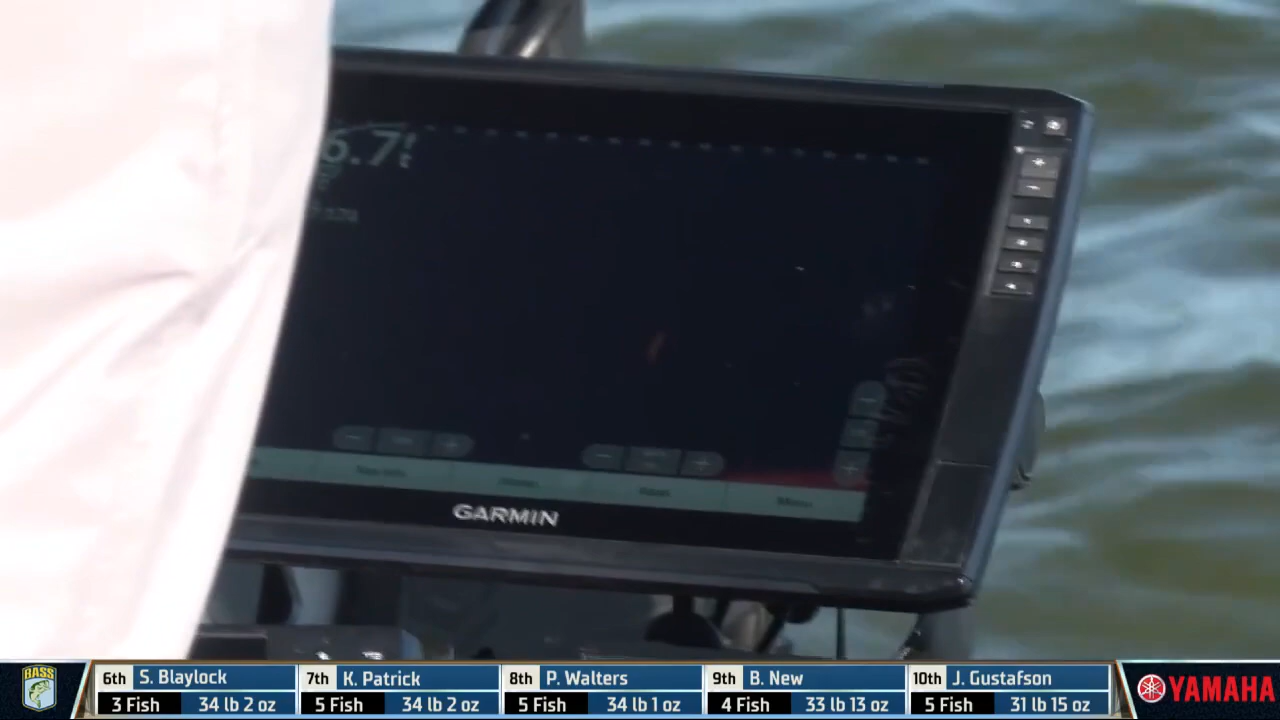 6.7 ft
GARMIN
BASS
6th S. Blaylock
3 Fish 34 lb 2 oz
7th K. Patrick
5 Fish 34 lb 2 oz
8th P. Walters
5 Fish 34 lb 1 oz
9th B. New
4 Fish 33 lb 13 oz
10th J. Gustafson
5 Fish 31 lb 15 oz
YAMAHA